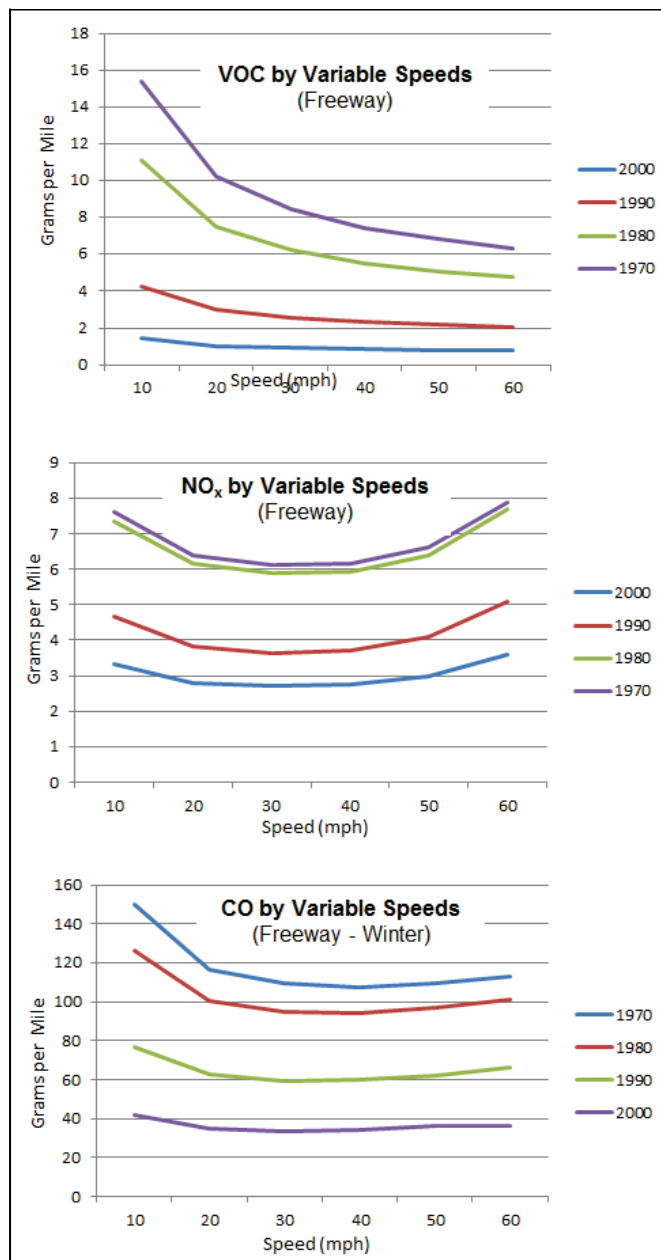 18
16
14
12
10
8
6
4
2
0
Grams per Mile
VOC by Variable Speeds
(Freeway)
10 20 30 40 50 60
Speed (mph)
2000
1990
1980
1970
9
8
7
6
5
4
3
2
1
0
Grams per Mile
NOx by Variable Speeds
(Freeway)
10 20 30 40 50 60
Speed (mph)
2000
1990
1980
1970
160
140
120
100
80
60
40
20
0
Grams per Mile
CO by Variable Speeds
(Freeway - Winter)
10 20 30 40 50 60
Speed (mph)
1970
1980
1990
2000